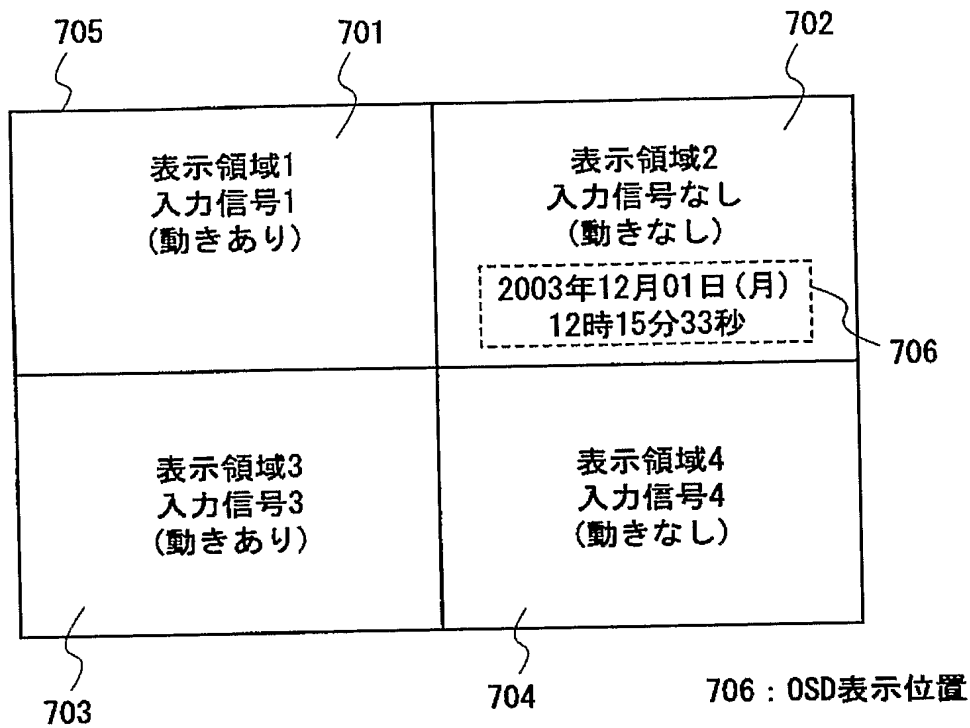 705
701
702
表示領域1
入力信号1
(動きあり)
表示領域2
入力信号なし
(動きなし)
2003年12月01日(月)
12時15分33秒
706
表示領域3
入力信号3
(動きあり)
表示領域4
入力信号4
(動きなし)
703
704
706:OSD表示位置